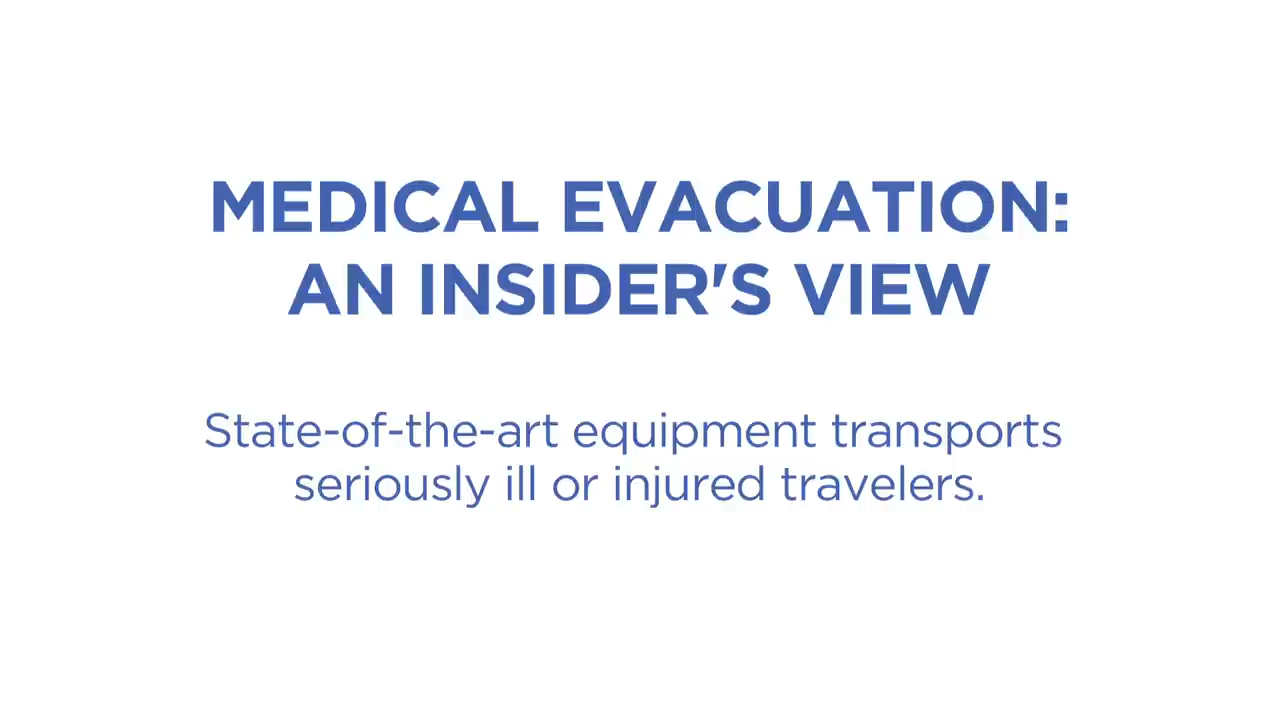 MEDICAL EVACUATION:
AN INSIDER'S VIEW
State-of-the-art equipment transports
seriously ill or injured travelers.